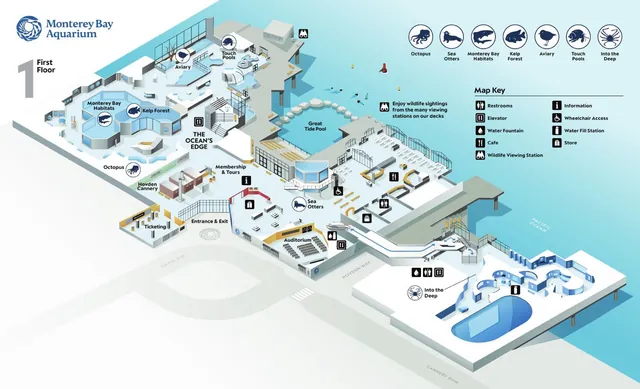 Monterey Bay
Aquarium
1 First
Floor
Octopus
Sea
Otters
Monterey Bay
Habitats
Kelp
Forest
Aviary
Touch
Pools
Into the
Deep
Map Key
Restrooms
Information
Elevator
Wheelchair Access
Water Fountain
Water Fill Station
Cafe
Store
Wildlife Viewing Station
Enjoy wildlife sightings
from the many viewing
stations on our decks
Aviary
Touch
Pools
Monterey Bay
Habitats
Kelp Forest
Great
Tide Pool
THE
OCEAN'S
EDGE
Octopus
Hovden
Cannery
Membership
& Tours
Sea
Otters
Ticketing
Entrance & Exit
Auditorium
Into the
Deep
PACIFIC
OCEAN
CANNERY ROW